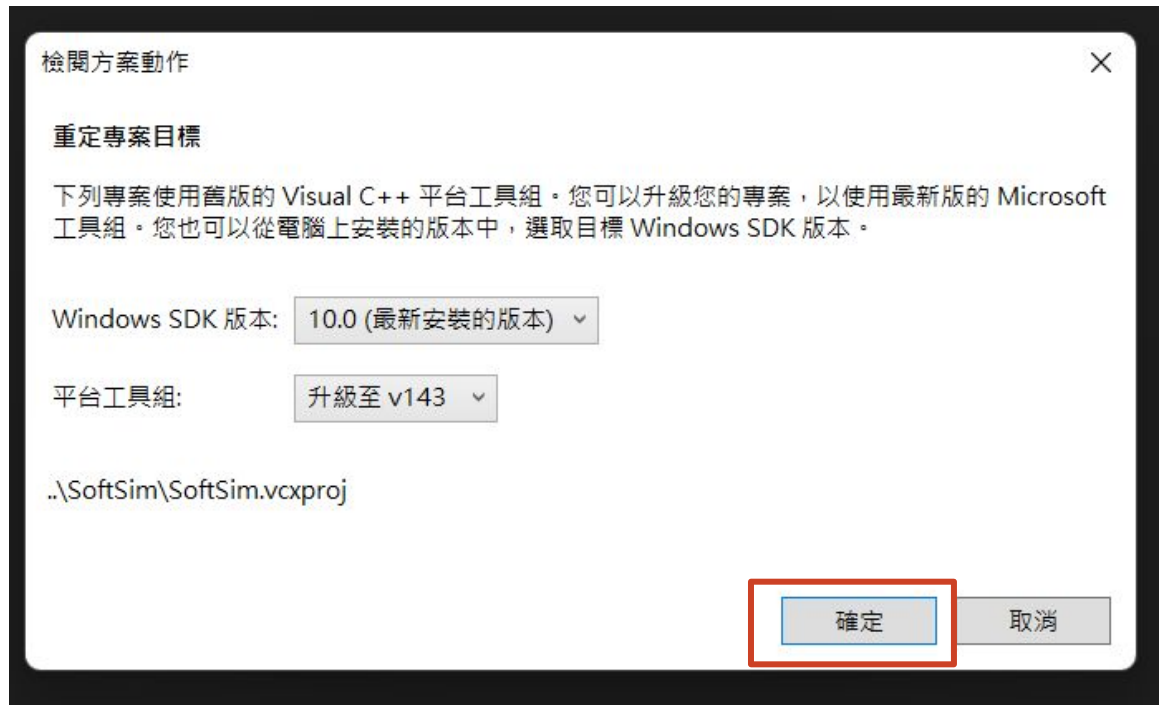 檢閱方案動作
重定專案目標
下列專案使用舊版的 Visual C++ 平台工具組。您可以升級您的專案,以使用最新版的 Microsoft
工具組。您也可以從電腦上安裝的版本中,選取目標 Windows SDK 版本。
Windows SDK 版本: 10.0 (最新安裝的版本)
平台工具組: 升級至 v143
..\SoftSim\SoftSim.vcxproj
確定 取消